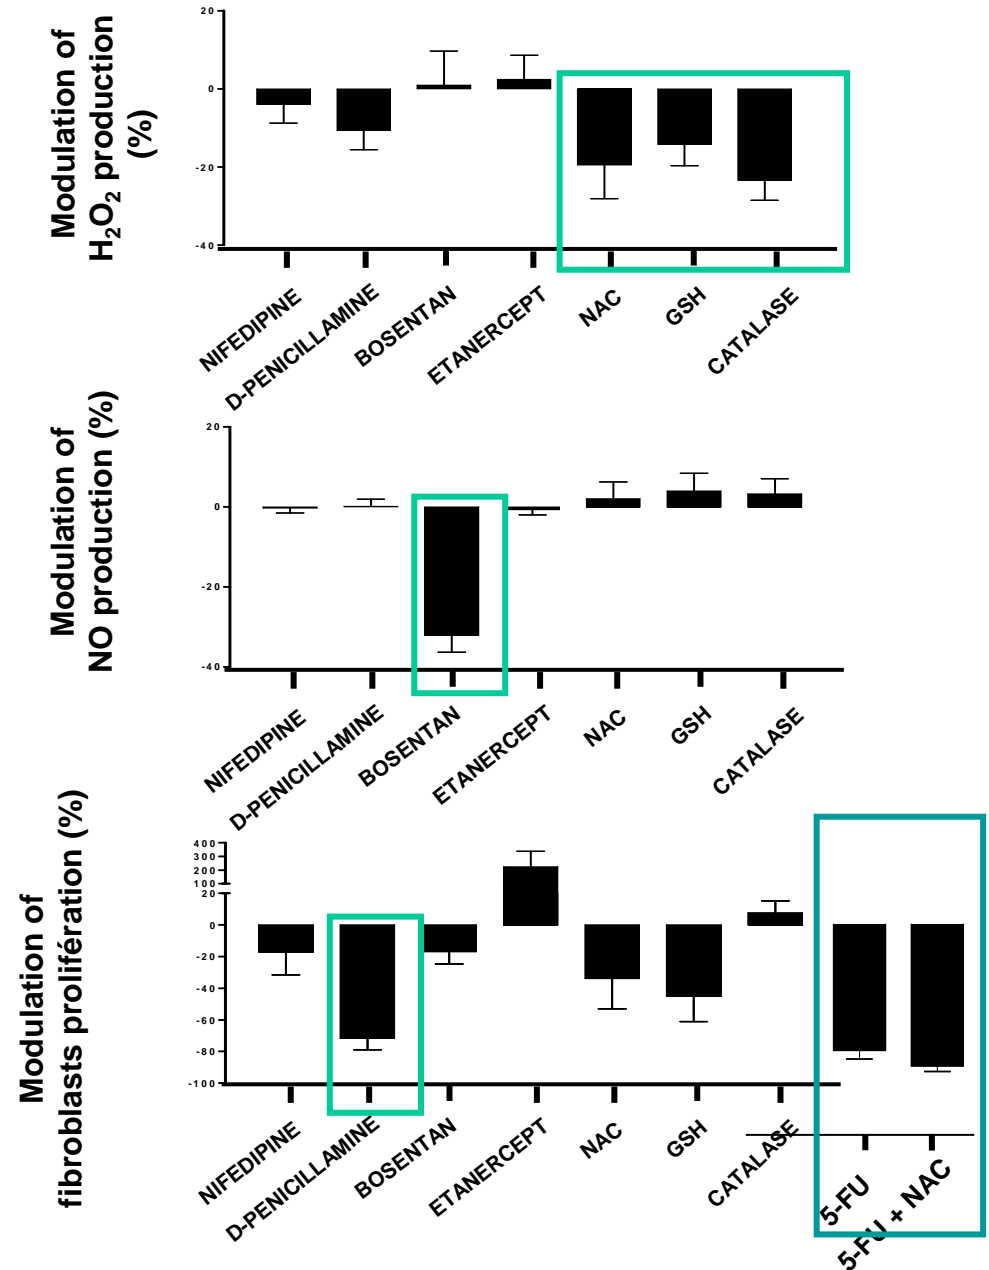 Modulation of
H₂O₂ production
(%)
20
0
-20
-40
NIFEDIPINE
D-PENICILLAMINE
BOSENTAN
ETANERCEPT
NAC
GSH
CATALASE
Modulation of
NO production (%)
20
0
-20
-40
NIFEDIPINE
D-PENICILLAMINE
BOSENTAN
ETANERCEPT
NAC
GSH
CATALASE
Modulation of
fibroblasts prolifération (%)
400
300
200
100
20
0
-20
-40
-60
-80
-100
NIFEDIPINE
D-PENICILLAMINE
BOSENTAN
ETANERCEPT
NAC
GSH
CATALASE
5-FU
5-FU + NAC